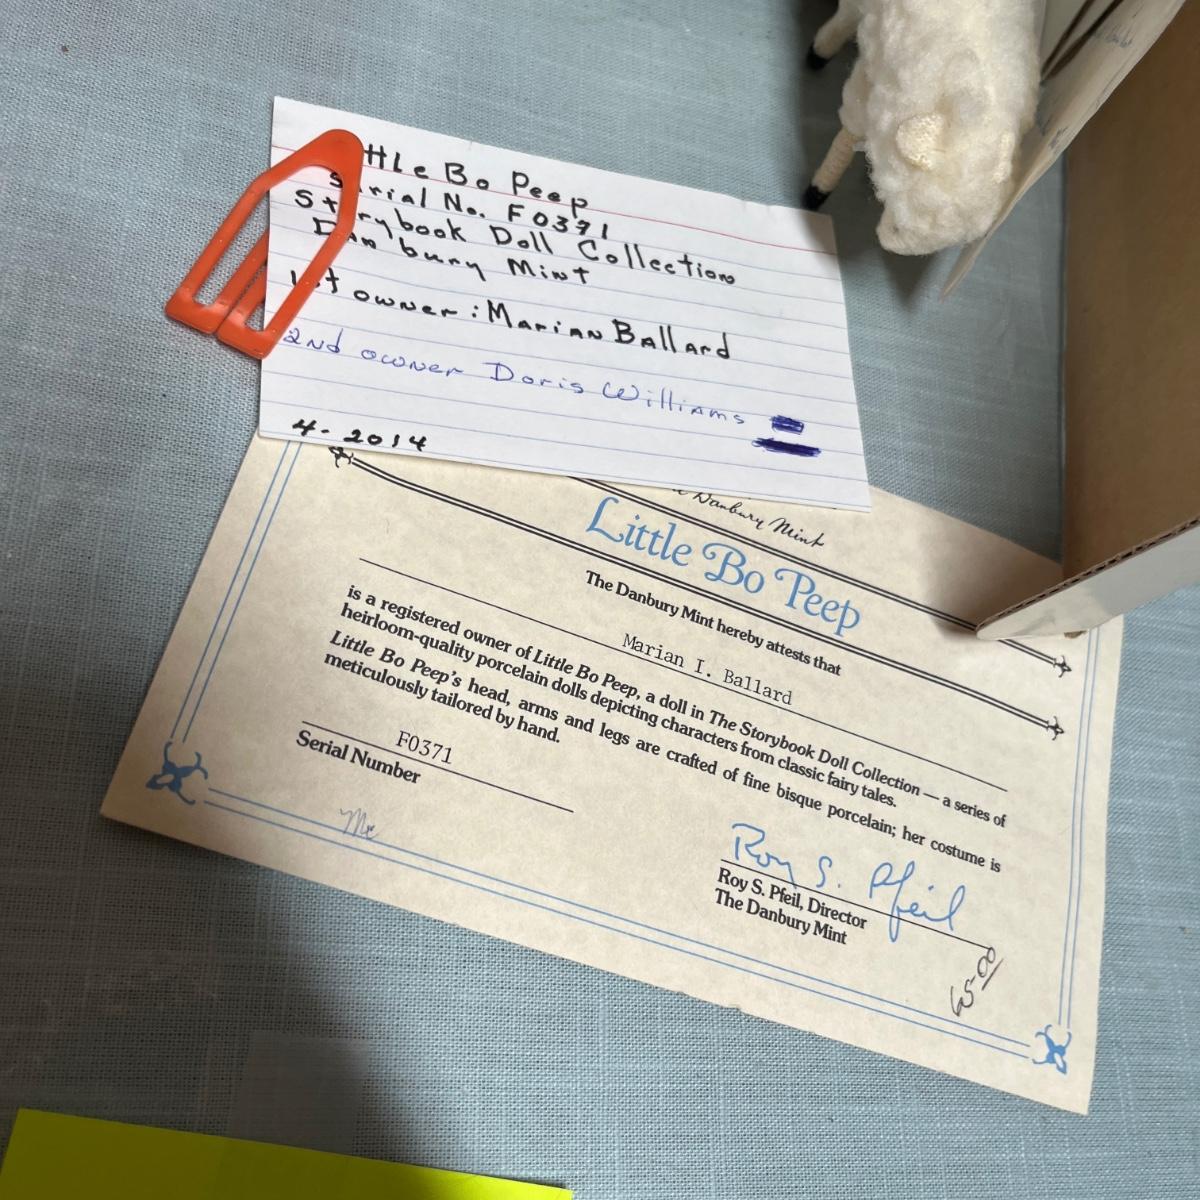 ttle Bo Peep
Serial No. F0371
Storybook Doll Collection
Danbury Mint
1st owner: Marian Ballard
2nd owner Doris Williams
4-2014
Danbury Mint
Little Bo Peep
The Danbury Mint hereby attests that
Marian I. Ballard
is a registered owner of Little Bo Peep, a doll in The Storybook Doll Collection — a series of
heirloom-quality porcelain dolls depicting characters from classic fairy tales.
Little Bo Peep's head, arms and legs are crafted of fine bisque porcelain; her costume is
meticulously tailored by hand.
F0371
Serial Number
Roy S. Pfeil
Roy S. Pfeil, Director
The Danbury Mint
65-00